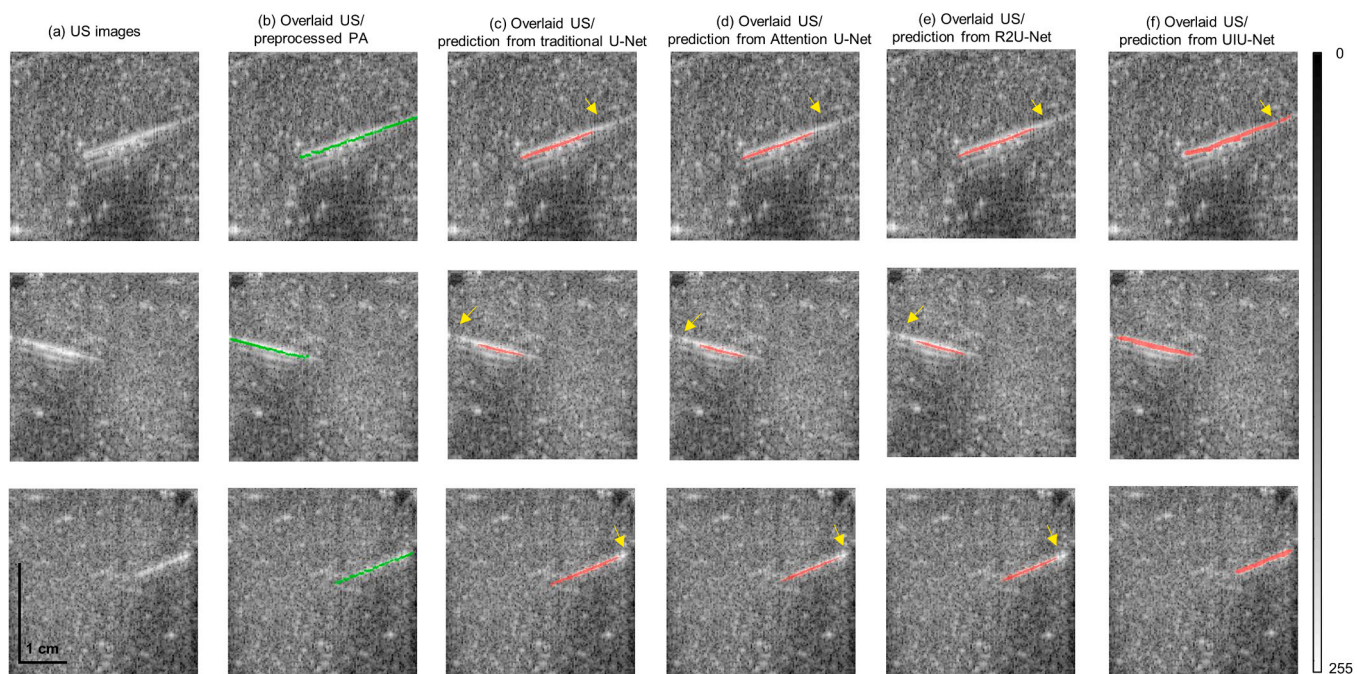 (a) US images
(b) Overlaid US/
preprocessed PA
(c) Overlaid US/
prediction from traditional U-Net
(d) Overlaid US/
prediction from Attention U-Net
(e) Overlaid US/
prediction from R2U-Net
(f) Overlaid US/
prediction from UIU-Net
0
1 cm
255